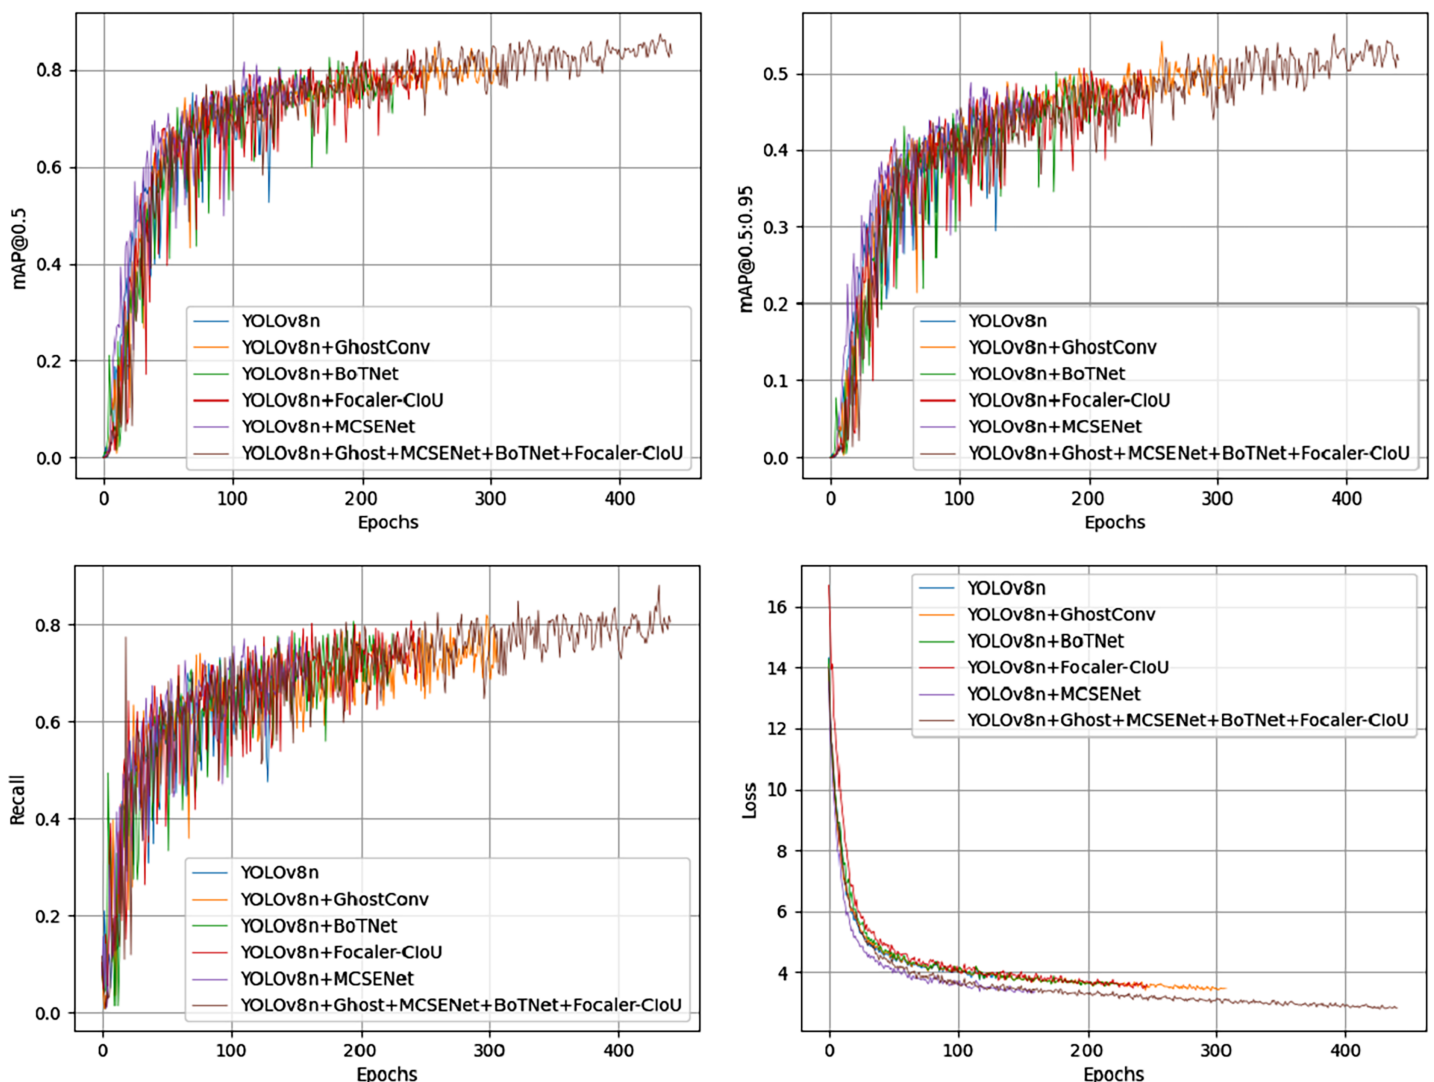 mAP@0.5
0.8
0.6
0.4
0.2
0.0
YOLOv8n
YOLOv8n+GhostConv
YOLOv8n+BoTNet
YOLOv8n+Focaler-CIoU
YOLOv8n+MCSENet
YOLOv8n+Ghost+MCSENet+BoTNet+Focaler-CIoU
0 100 200 300 400
Epochs
mAP@0.5:0.95
0.5
0.4
0.3
0.2
0.1
0.0
YOLOv8n
YOLOv8n+GhostConv
YOLOv8n+BoTNet
YOLOv8n+Focaler-CIoU
YOLOv8n+MCSENet
YOLOv8n+Ghost+MCSENet+BoTNet+Focaler-CIoU
0 100 200 300 400
Epochs
Recall
0.8
0.6
0.4
0.2
0.0
YOLOv8n
YOLOv8n+GhostConv
YOLOv8n+BoTNet
YOLOv8n+Focaler-CIoU
YOLOv8n+MCSENet
YOLOv8n+Ghost+MCSENet+BoTNet+Focaler-CIoU
0 100 200 300 400
Epochs
Loss
16
14
12
10
8
6
4
YOLOv8n
YOLOv8n+GhostConv
YOLOv8n+BoTNet
YOLOv8n+Focaler-CIoU
YOLOv8n+MCSENet
YOLOv8n+Ghost+MCSENet+BoTNet+Focaler-CIoU
0 100 200 300 400
Epochs